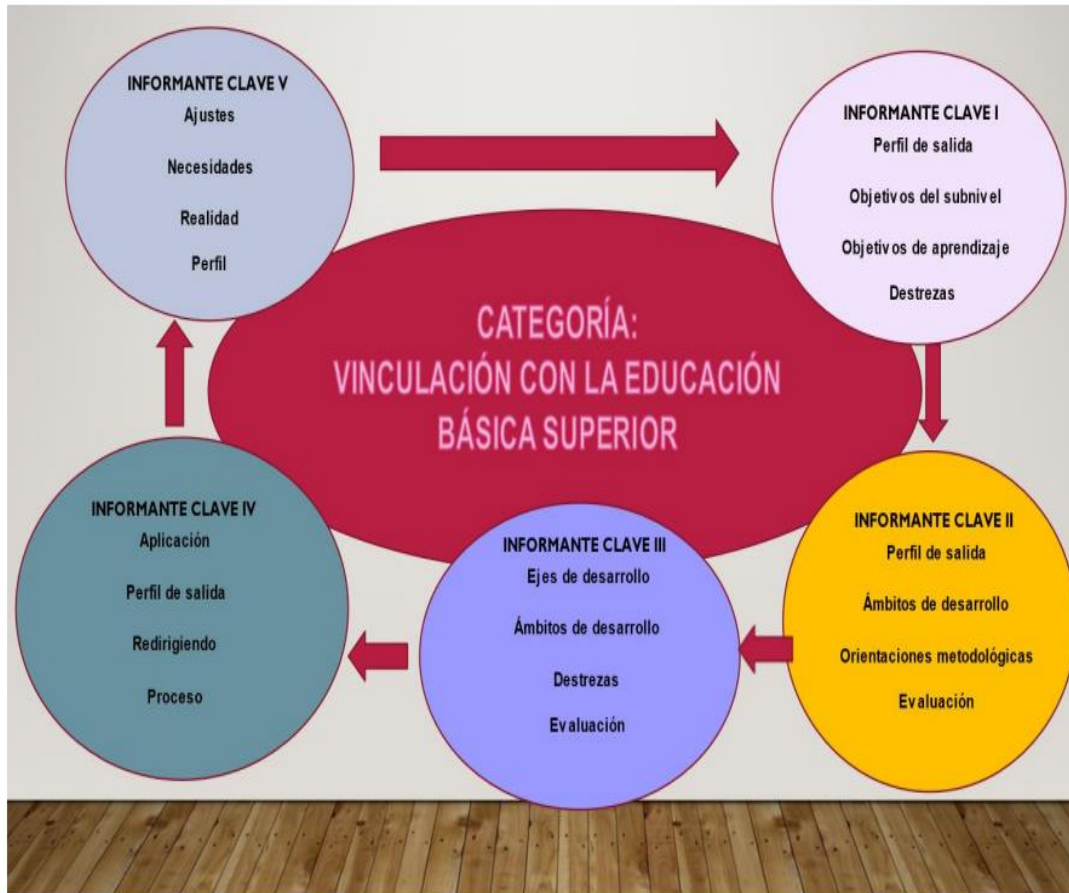 CATEGORÍA:
VINCULACIÓN CON LA EDUCACIÓN
BÁSICA SUPERIOR
INFORMANTE CLAVE I
Perfil de salida
Objetivos del subnivel
Objetivos de aprendizaje
Destrezas
INFORMANTE CLAVE II
Perfil de salida
Ámbitos de desarrollo
Orientaciones metodológicas
Evaluación
INFORMANTE CLAVE III
Ejes de desarrollo
Ámbitos de desarrollo
Destrezas
Evaluación
INFORMANTE CLAVE IV
Aplicación
Perfil de salida
Redirigiendo
Proceso
INFORMANTE CLAVE V
Ajustes
Necesidades
Realidad
Perfil